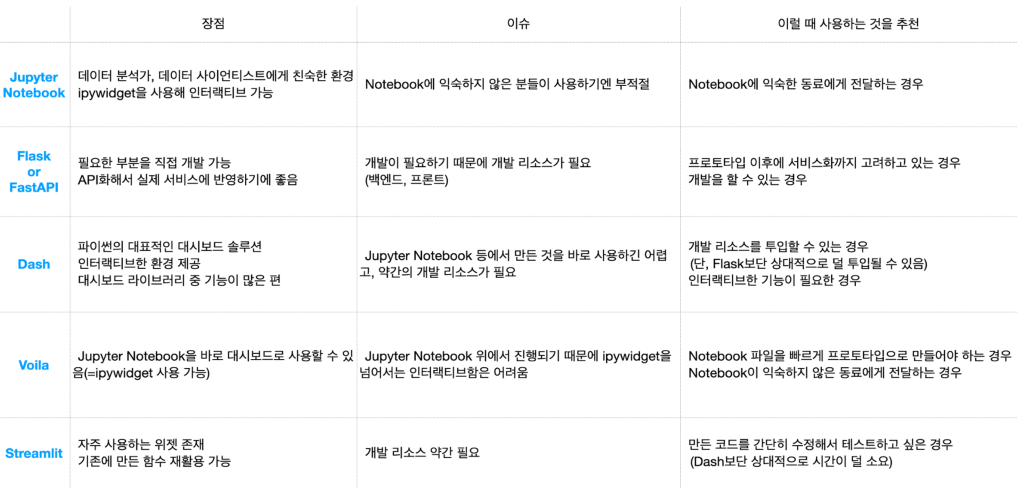 장점
이슈
이럴 때 사용하는 것을 추천
Jupyter
Notebook
데이터 분석가, 데이터 사이언티스트에게 친숙한 환경
ipywidget을 사용해 인터랙티브 가능
Notebook에 익숙하지 않은 분들이 사용하기엔 부적절
Notebook에 익숙한 동료에게 전달하는 경우
Flask
or
FastAPI
필요한 부분을 직접 개발 가능
API화해서 실제 서비스에 반영하기에 좋음
개발이 필요하기 때문에 개발 리소스가 필요
(백엔드, 프론트)
프로토타입 이후에 서비스화까지 고려하고 있는 경우
개발을 할 수 있는 경우
Dash
파이썬의 대표적인 대시보드 솔루션
인터랙티브한 환경 제공
대시보드 라이브러리 중 기능이 많은 편
Jupyter Notebook 등에서 만든 것을 바로 사용하긴 어렵
고, 약간의 개발 리소스가 필요
개발 리소스를 투입할 수 있는 경우
(단, Flask보단 상대적으로 덜 투입될 수 있음)
인터랙티브한 기능이 필요한 경우
Voila
Jupyter Notebook을 바로 대시보드로 사용할 수 있
음(=ipywidget 사용 가능)
Jupyter Notebook 위에서 진행되기 때문에 ipywidget을
넘어서는 인터랙티브함은 어려움
Notebook 파일을 빠르게 프로토타입으로 만들어야 하는 경우
Notebook이 익숙하지 않은 동료에게 전달하는 경우
Streamlit
자주 사용하는 위젯 존재
기존에 만든 함수 재활용 가능
개발 리소스 약간 필요
만든 코드를 간단히 수정해서 테스트하고 싶은 경우
(Dash보단 상대적으로 시간이 덜 소요)